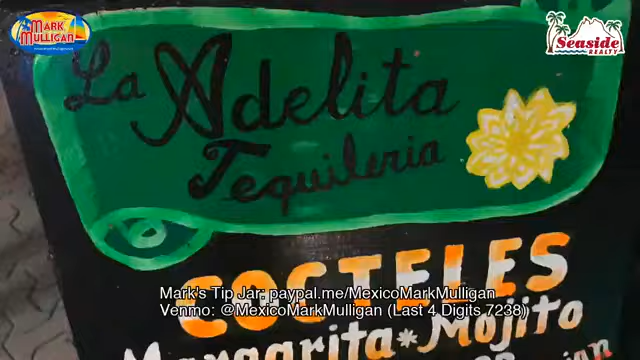 MARK
MULLIGAN
Seaside
REALTY
La Adelita
Tequileria
COCTELES
Mark's Tip Jar: paypal.me/MexicoMarkMulligan
Venmo: @MexicoMarkMulligan (Last 4 Digits 7238)
Margarita*Mojito